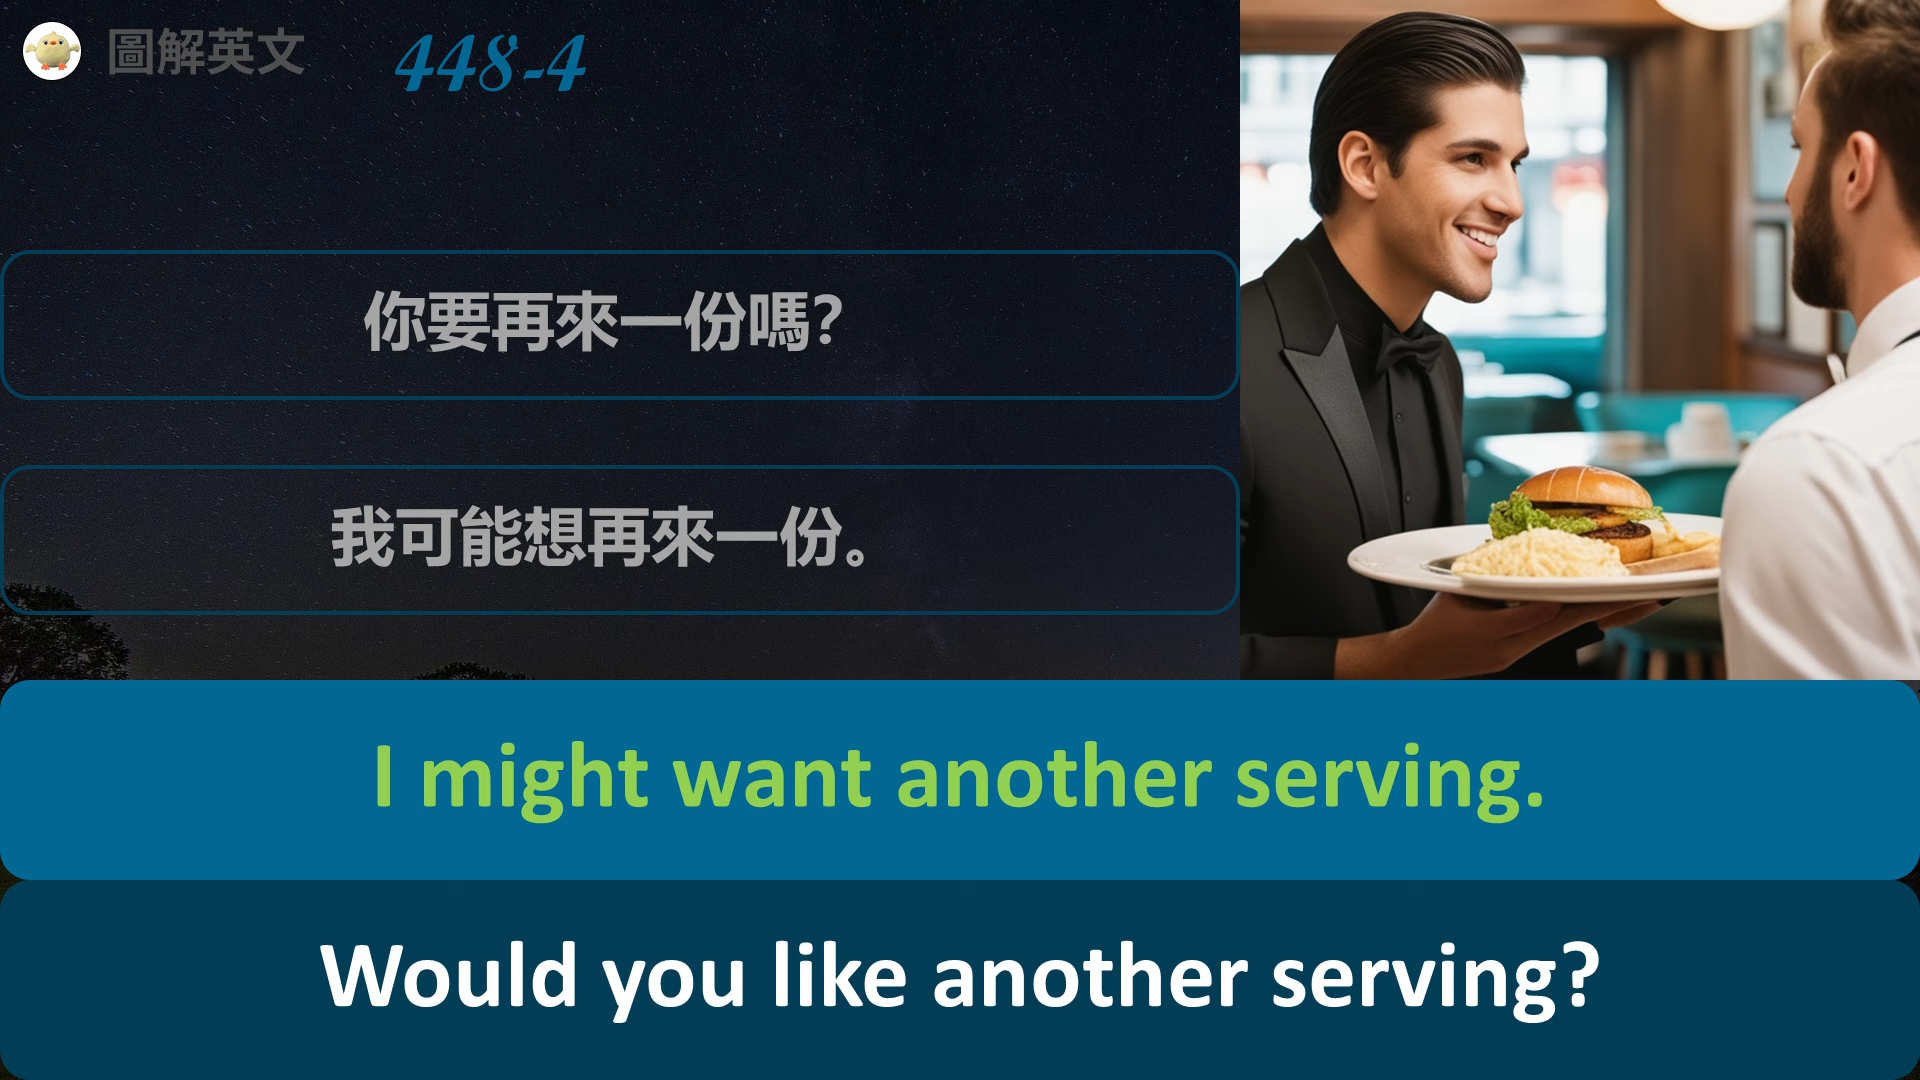 圖解英文
448-4
你要再來一份嗎?
我可能想再來一份。
I might want another serving.
Would you like another serving?